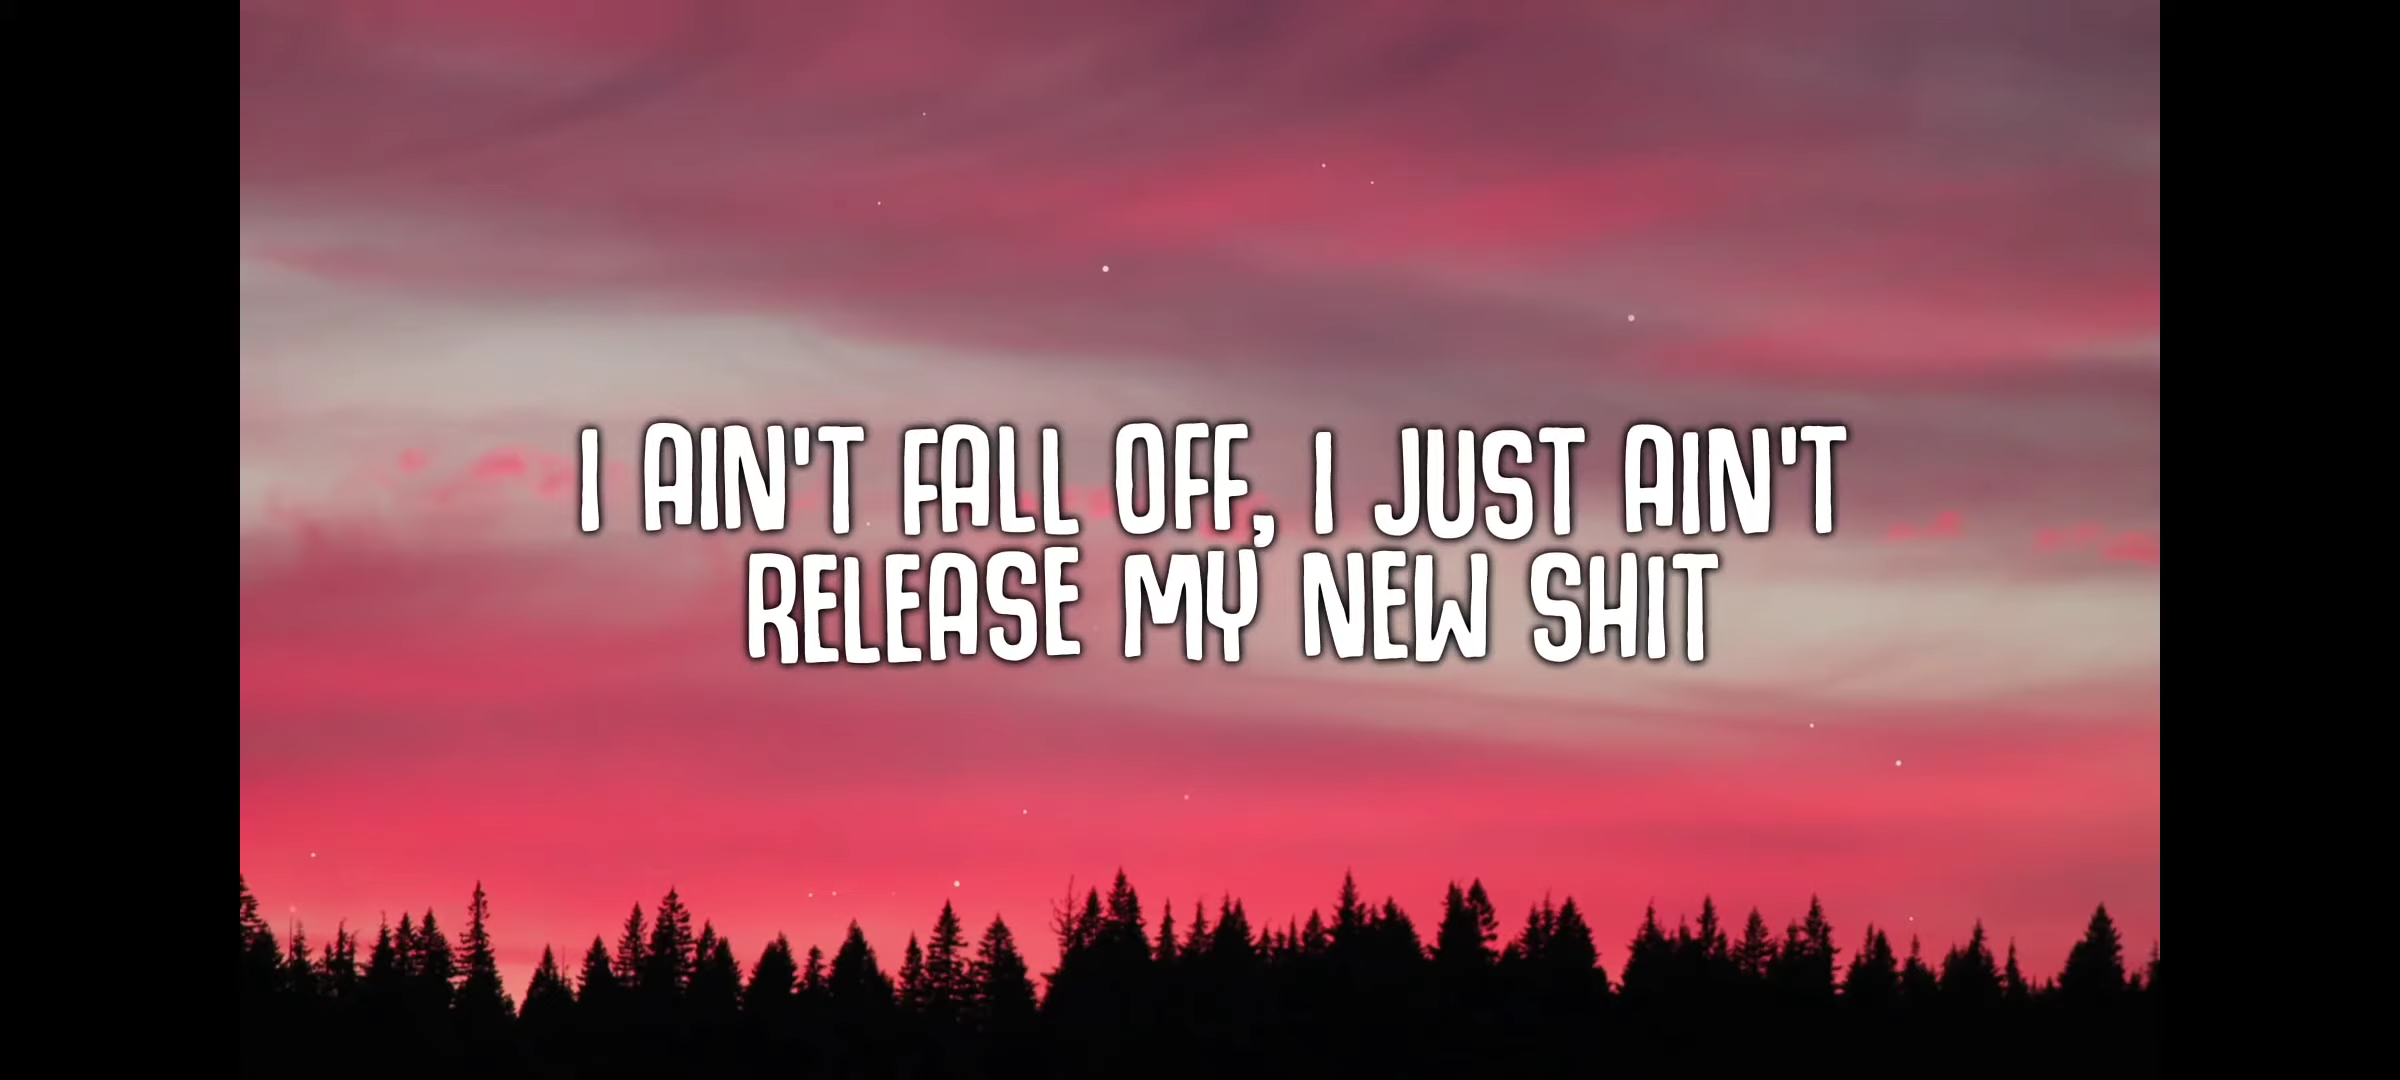 I AIN'T FALL OFF, I JUST AIN'T
RELEASE MY NEW SHIT